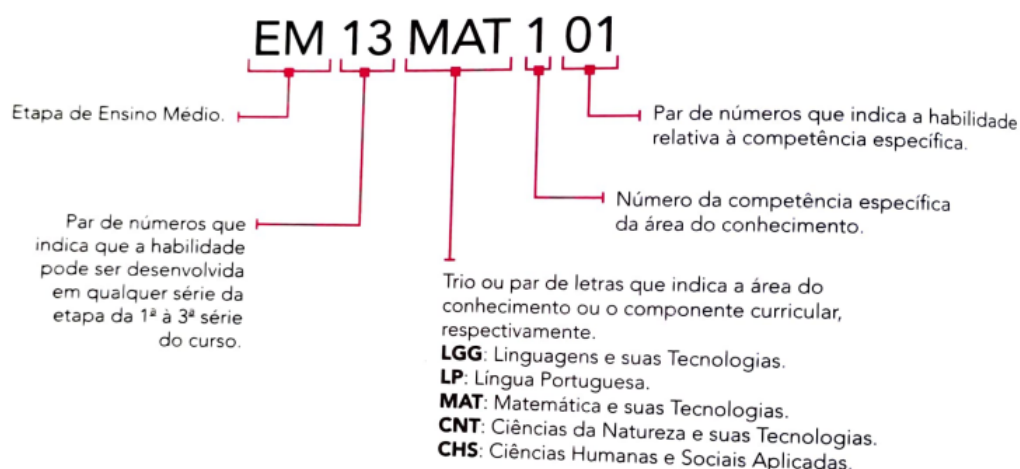 EM 13 MAT 1 01
Etapa de Ensino Médio.
Par de números que indica a habilidade
relativa à competência específica.
Número da competência específica
da área do conhecimento.
Par de números que
indica que a habilidade
pode ser desenvolvida
em qualquer série da
etapa da 1ª à 3ª série
do curso.
Trio ou par de letras que indica a área do
conhecimento ou o componente curricular,
respectivamente.
LGG: Linguagens e suas Tecnologias.
LP: Língua Portuguesa.
MAT: Matemática e suas Tecnologias.
CNT: Ciências da Natureza e suas Tecnologias.
CHS: Ciências Humanas e Sociais Aplicadas.